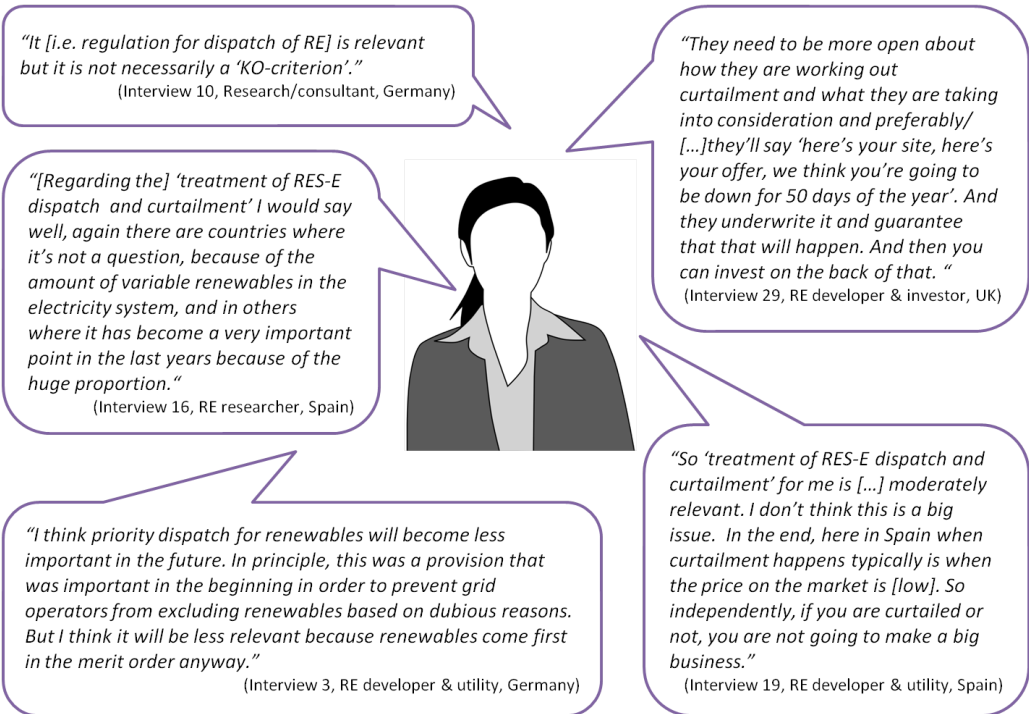 “It [i.e. regulation for dispatch of RE] is relevant
but it is not necessarily a ‘KO-criterion’.”
(Interview 10, Research/consultant, Germany)
“They need to be more open about
how they are working out
curtailment and what they are taking
into consideration and preferably/
[…]they’ll say ‘here’s your site, here’s
your offer, we think you’re going to
be down for 50 days of the year’. And
they underwrite it and guarantee
that that will happen. And then you
can invest on the back of that. “
(Interview 29, RE developer & investor, UK)
“[Regarding the] ‘treatment of RES-E
dispatch  and curtailment’ I would say
well, again there are countries where
it’s not a question, because of the
amount of variable renewables in the
electricity system, and in others
where it has become a very important
point in the last years because of the
huge proportion.“
(Interview 16, RE researcher, Spain)
“So ‘treatment of RES-E dispatch and
curtailment’ for me is […] moderately
relevant. I don’t think this is a big
issue.  In the end, here in Spain when
curtailment happens typically is when
the price on the market is [low]. So
independently, if you are curtailed or
not, you are not going to make a big
business.”
(Interview 19, RE developer & utility, Spain)
“I think priority dispatch for renewables will become less
important in the future. In principle, this was a provision that
was important in the beginning in order to prevent grid
operators from excluding renewables based on dubious reasons.
But I think it will be less relevant because renewables come first
in the merit order anyway.”
(Interview 3, RE developer & utility, Germany)